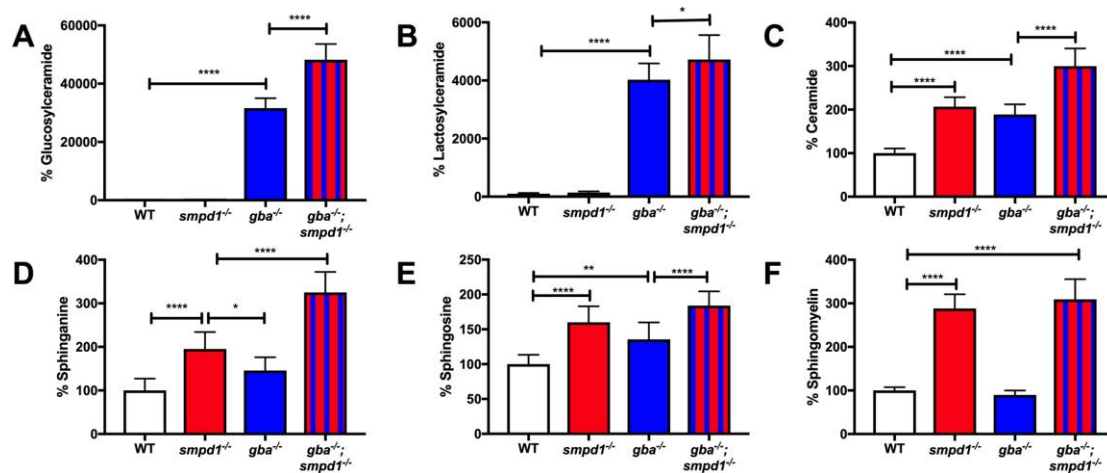 A
% Glucosylceramide
60000
40000
20000
0
****
****
WT
smpd1-/-
gba-/-
gba-/-;
smpd1-/-
B
% Lactosylceramide
6000
4000
2000
0
****
*
WT
smpd1-/-
gba-/-
gba-/-;
smpd1-/-
C
% Ceramide
400
300
200
100
0
****
****
****
WT
smpd1-/-
gba-/-
gba-/-;
smpd1-/-
D
% Sphinganine
400
300
200
100
0
****
****
*
WT
smpd1-/-
gba-/-
gba-/-;
smpd1-/-
E
% Sphingosine
250
200
150
100
50
0
**
****
****
WT
smpd1-/-
gba-/-
gba-/-;
smpd1-/-
F
% Sphingomyelin
400
300
200
100
0
****
****
WT
smpd1-/-
gba-/-
gba-/-;
smpd1-/-